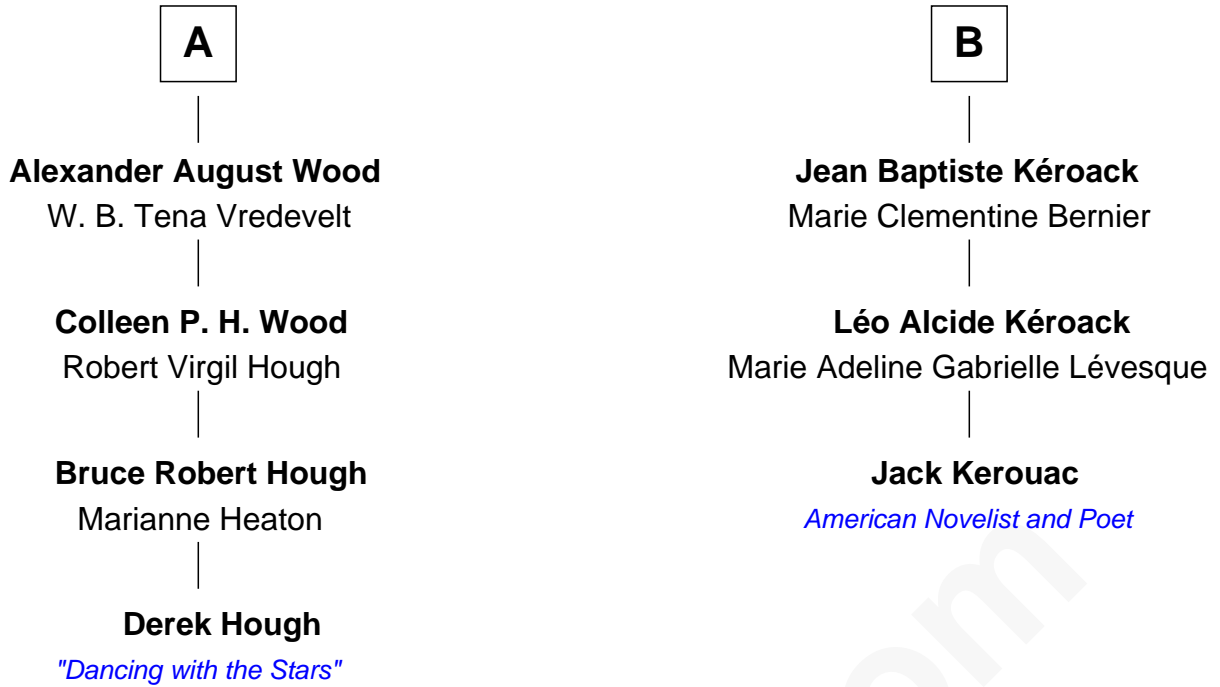 A
Alexander August Wood
W. B. Tena Vredevelt
Colleen P. H. Wood
Robert Virgil Hough
Bruce Robert Hough
Marianne Heaton
Derek Hough
"Dancing with the Stars"
B
Jean Baptiste Kéroack
Marie Clementine Bernier
Léo Alcide Kéroack
Marie Adeline Gabrielle Lévesque
Jack Kerouac
American Novelist and Poet